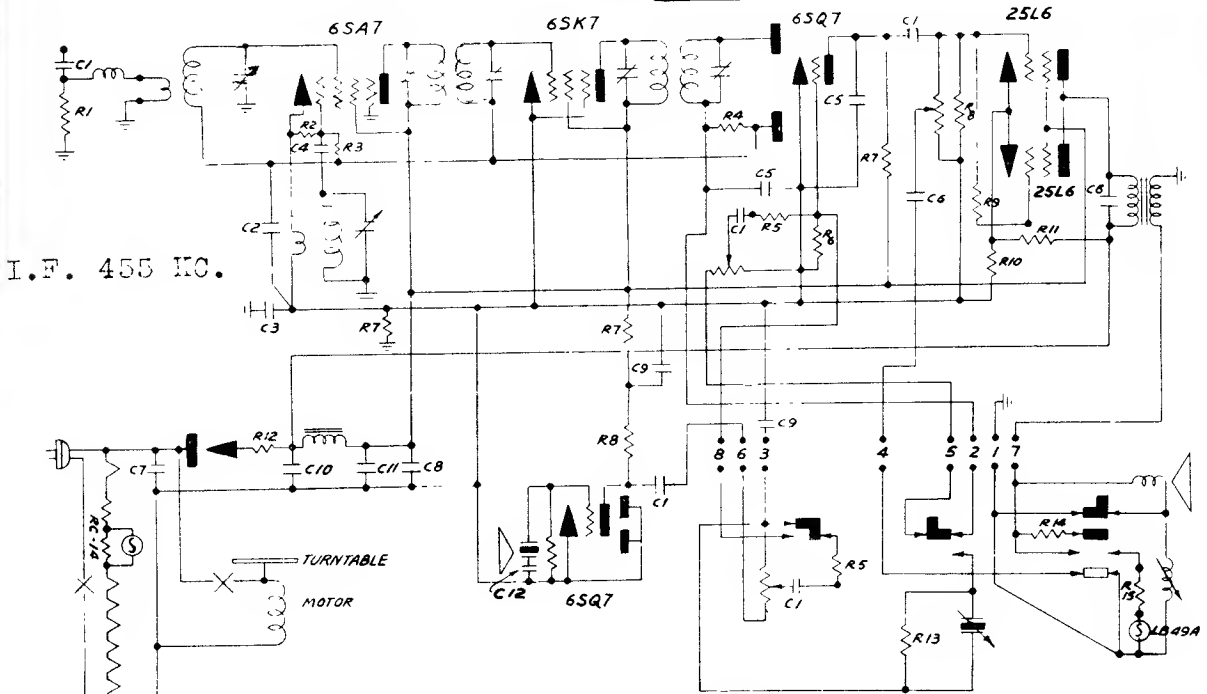 6SA7
6SK7
6SQ7
25L6
C1
R1
R2
C4
R3
C2
C3
R7
I.F. 455 KC.
R4
C5
C5
C1
R5
R6
R7
C1
R8
C6
R9
25L6
R10
R11
C8
R7
C9
R8
C9
C1
8 6 3 4 5 2 1 7
R12
C7
C10
C11
C8
RC-14
TURNTABLE
MOTOR
C12
6SQ7
C1
R5
R13
R14
R15
LB49A